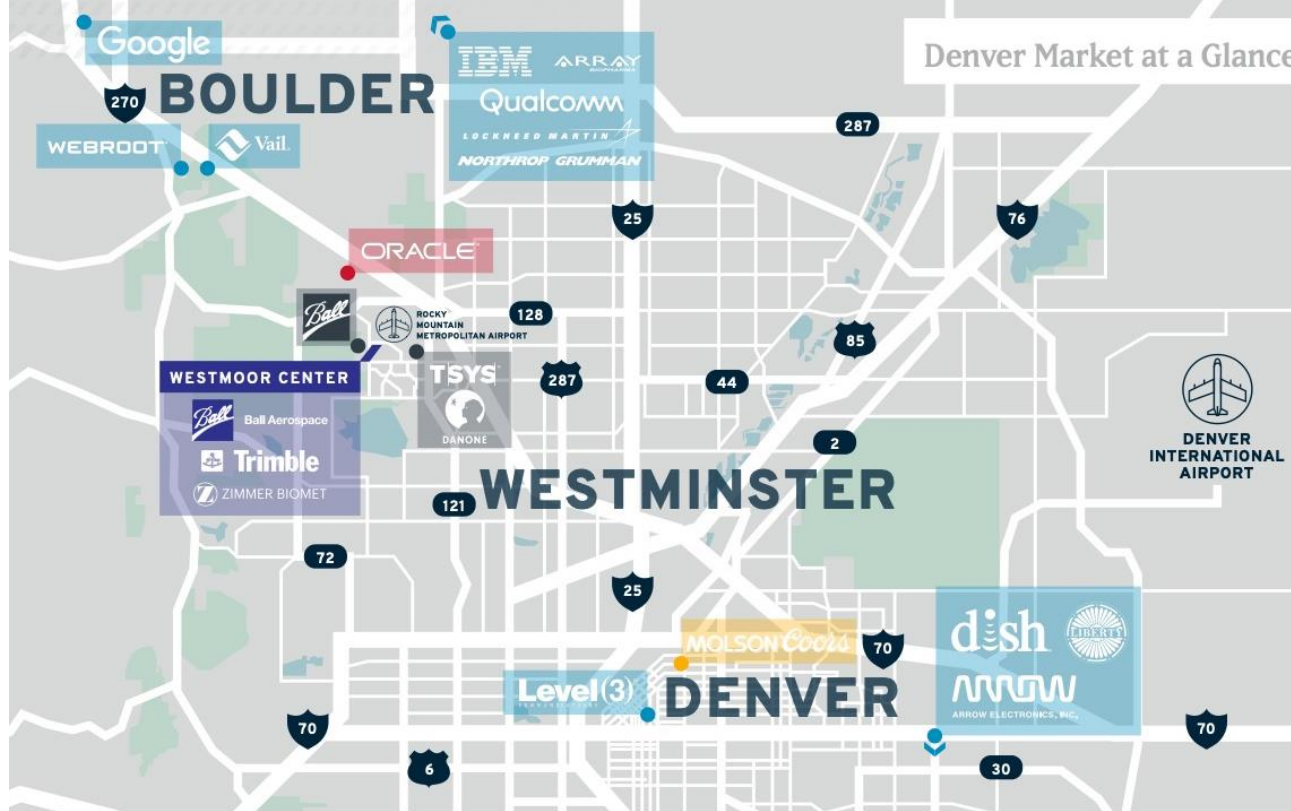 Denver Market at a Glance
Google
270
BOULDER
WEBROOT
Vail
IBM
ARRAY
BIOPHARMA
Qualcomm
LOCKHEED MARTIN
NORTHROP GRUMMAN
287
25
76
ORACLE
Ball
ROCKY
MOUNTAIN
METROPOLITAN AIRPORT
128
85
WESTMOOR CENTER
Ball
Ball Aerospace
Trimble
ZIMMER BIOMET
TSYS
DANONE
287
44
2
DENVER
INTERNATIONAL
AIRPORT
121
WESTMINSTER
72
25
MOLSON Coors
70
dish
LIBERTY
ARROW
ARROW ELECTRONICS, INC.
Level(3)
COMMUNICATIONS
DENVER
70
6
30
70